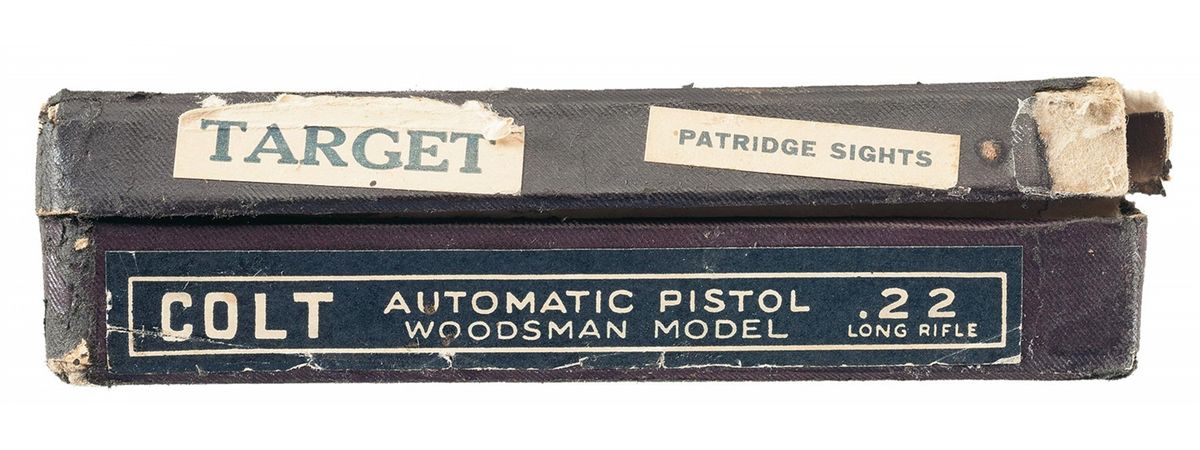 TARGET
PATRIDGE SIGHTS
COLT
AUTOMATIC PISTOL
WOODSMAN MODEL
.22
LONG RIFLE